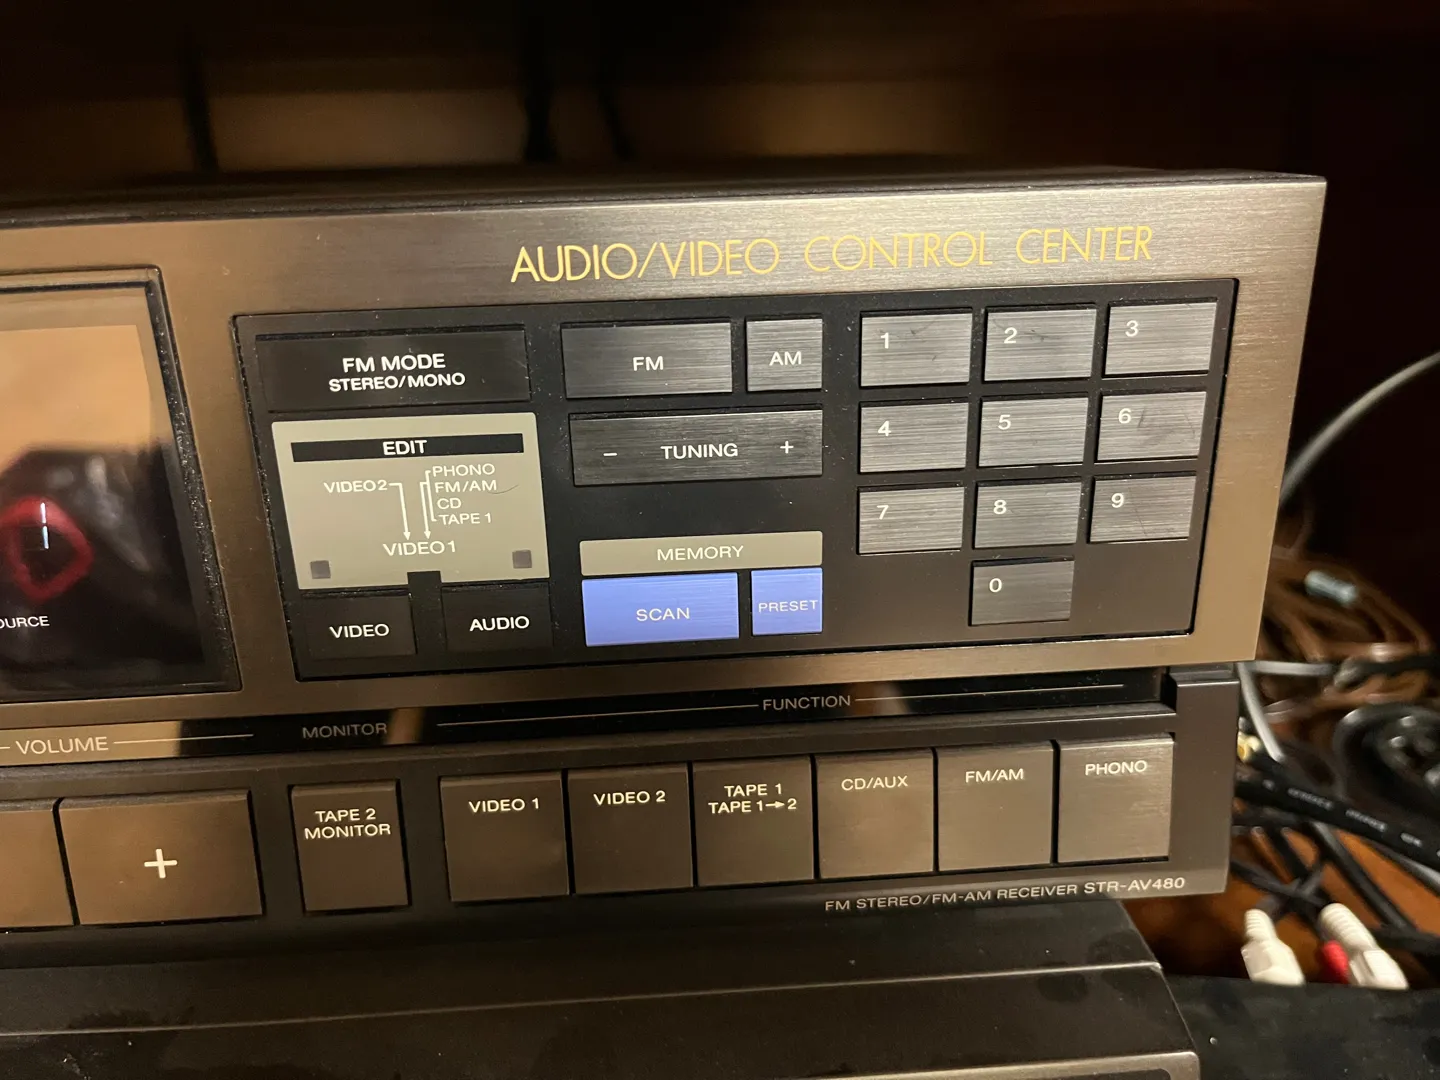 AUDIO/VIDEO CONTROL CENTER
FM MODE
STEREO/MONO
FM
AM
1
2
3
EDIT
– TUNING +
4
5
6
VIDEO2
PHONO
FM/AM
CD
TAPE 1
VIDEO1
7
8
9
MEMORY
SCAN
PRESET
0
VIDEO
AUDIO
VOLUME
MONITOR
FUNCTION
+
TAPE 2
MONITOR
VIDEO 1
VIDEO 2
TAPE 1
TAPE 1→2
CD/AUX
FM/AM
PHONO
FM STEREO/FM-AM RECEIVER STR-AV480